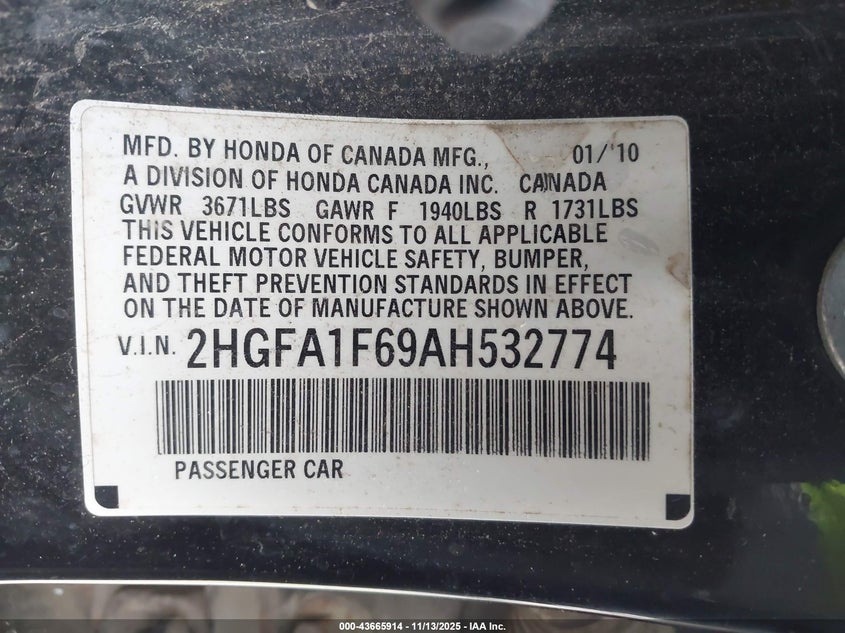 MFD. BY HONDA OF CANADA MFG., 01/'10
A DIVISION OF HONDA CANADA INC. CANADA
GVWR 3671LBS GAWR F 1940LBS R 1731LBS
THIS VEHICLE CONFORMS TO ALL APPLICABLE
FEDERAL MOTOR VEHICLE SAFETY, BUMPER,
AND THEFT PREVENTION STANDARDS IN EFFECT
ON THE DATE OF MANUFACTURE SHOWN ABOVE.
V.I.N. 2HGFA1F69AH532774
PASSENGER CAR
000-43665914 - 11/13/2025 - IAA Inc.